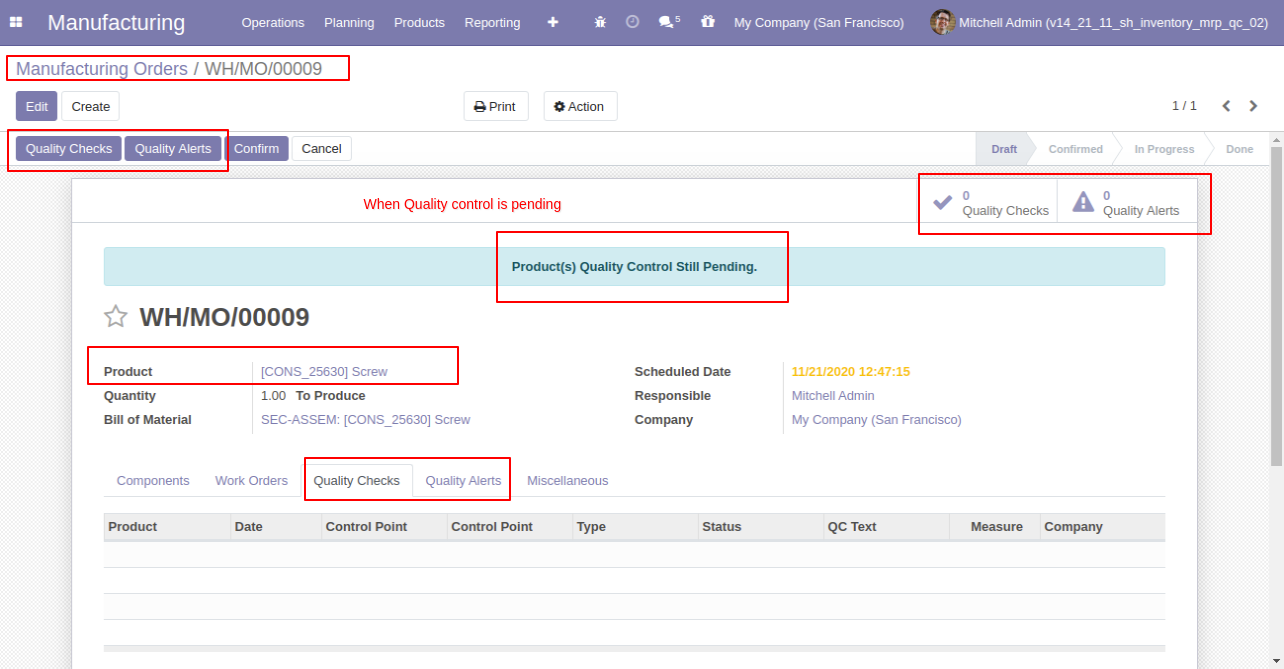 Manufacturing Operations Planning Products Reporting 5 My Company (San Francisco) Mitchell Admin (v14_21_11_sh_inventory_mrp_qc_02)
Manufacturing Orders / WH/MO/00009
Edit Create Print Action 1 / 1
Quality Checks Quality Alerts Confirm Cancel Draft Confirmed In Progress Done
When Quality control is pending
0 Quality Checks
0 Quality Alerts
Product(s) Quality Control Still Pending.
WH/MO/00009
Product [CONS_25630] Screw Scheduled Date 11/21/2020 12:47:15
Quantity 1.00 To Produce Responsible Mitchell Admin
Bill of Material SEC-ASSEM: [CONS_25630] Screw Company My Company (San Francisco)
Components Work Orders Quality Checks Quality Alerts Miscellaneous
Product Date Control Point Control Point Type Status QC Text Measure Company